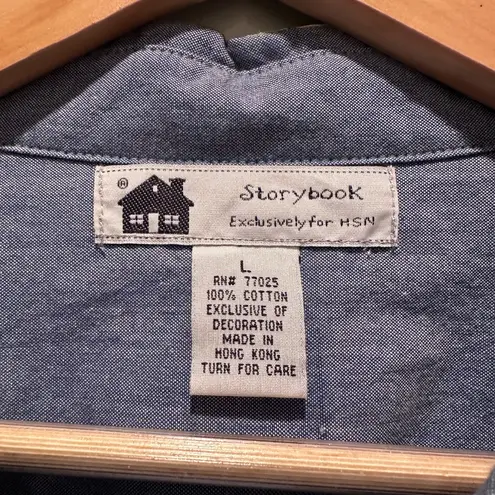 ®
Storybook
Exclusively for HSN
L
RN# 77025
100% COTTON
EXCLUSIVE OF
DECORATION
MADE IN
HONG KONG
TURN FOR CARE